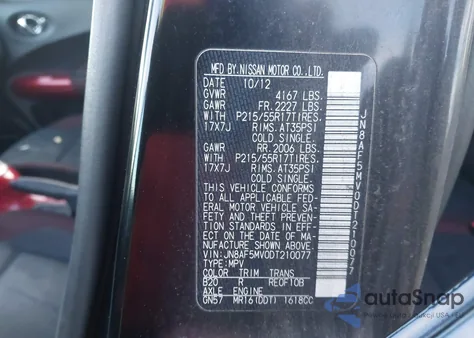 MFD BY.NISSAN MOTOR CO.,LTD.
DATE 10/12
GVWR 4167 LBS.
GAWR FR. 2227 LBS.
WITH P215/55R17TIRES.
17X7J RIMS.AT35PSI
COLD SINGLE
GAWR RR. 2006 LBS.
WITH P215/55R17TIRES.
17X7J RIMS.AT35PSI
COLD SINGLE
THIS VEHICLE CONFORMS
TO ALL APPLICABLE FEDE-
RAL MOTOR VEHICLE SA-
FETY AND THEFT PREVEN-
TION STANDARDS IN EFF-
ECT ON THE DATE OF MA-
NUFACTURE SHOWN ABOVE.
VIN: JN8AF5MV0DT210077
TYPE: MPV
COLOR TRIM TRANS
B20 R RE0F10B
AXLE ENGINE
GN57 MR16(DDT) 1618CC
JN8AF5MV0DT210077
autoSnap